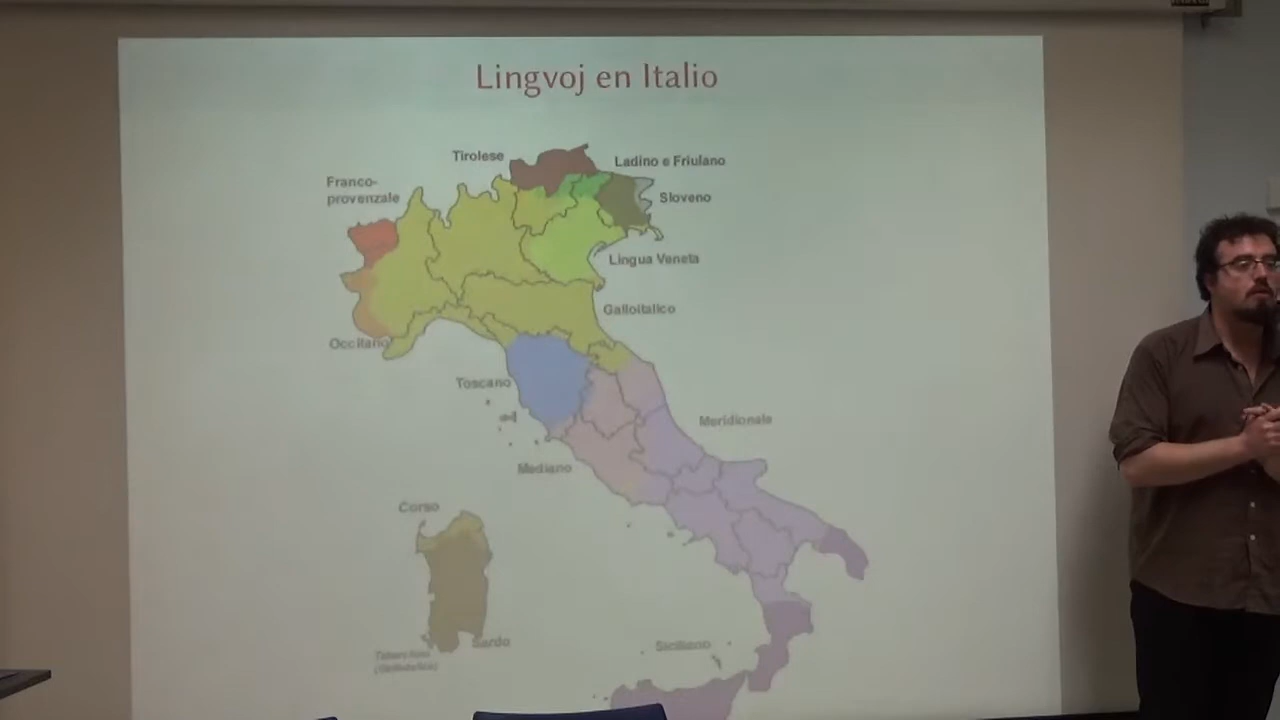 Lingvoj en Italio
Tirolese
Ladino e Friulano
Franco-
provenzale
Sloveno
Lingua Veneta
Galloitalico
Occitano
Toscano
Meridionale
Mediano
Corso
Sardo
Siciliano